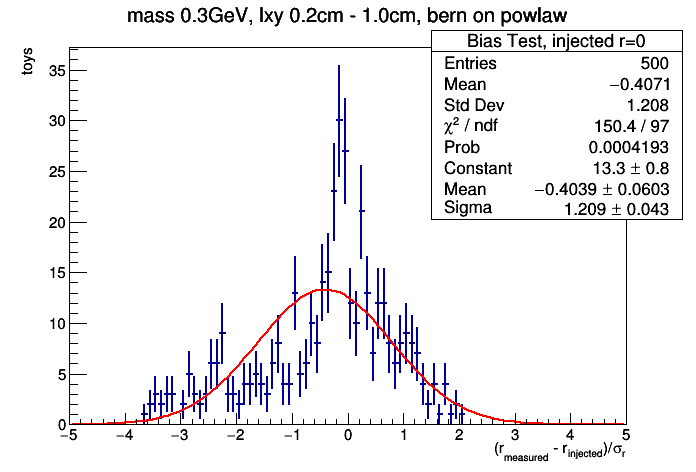 mass 0.3GeV, lxy 0.2cm - 1.0cm, bern on powlaw
Bias Test, injected r=0
Entries 500
Mean −0.4071
Std Dev 1.208
χ² / ndf 150.4 / 97
Prob 0.0004193
Constant 13.3 ± 0.8
Mean −0.4039 ± 0.0603
Sigma 1.209 ± 0.043
toys
35
30
25
20
15
10
5
0
−5 −4 −3 −2 −1 0 1 2 3 4 5
(r_measured - r_injected)/σ_r